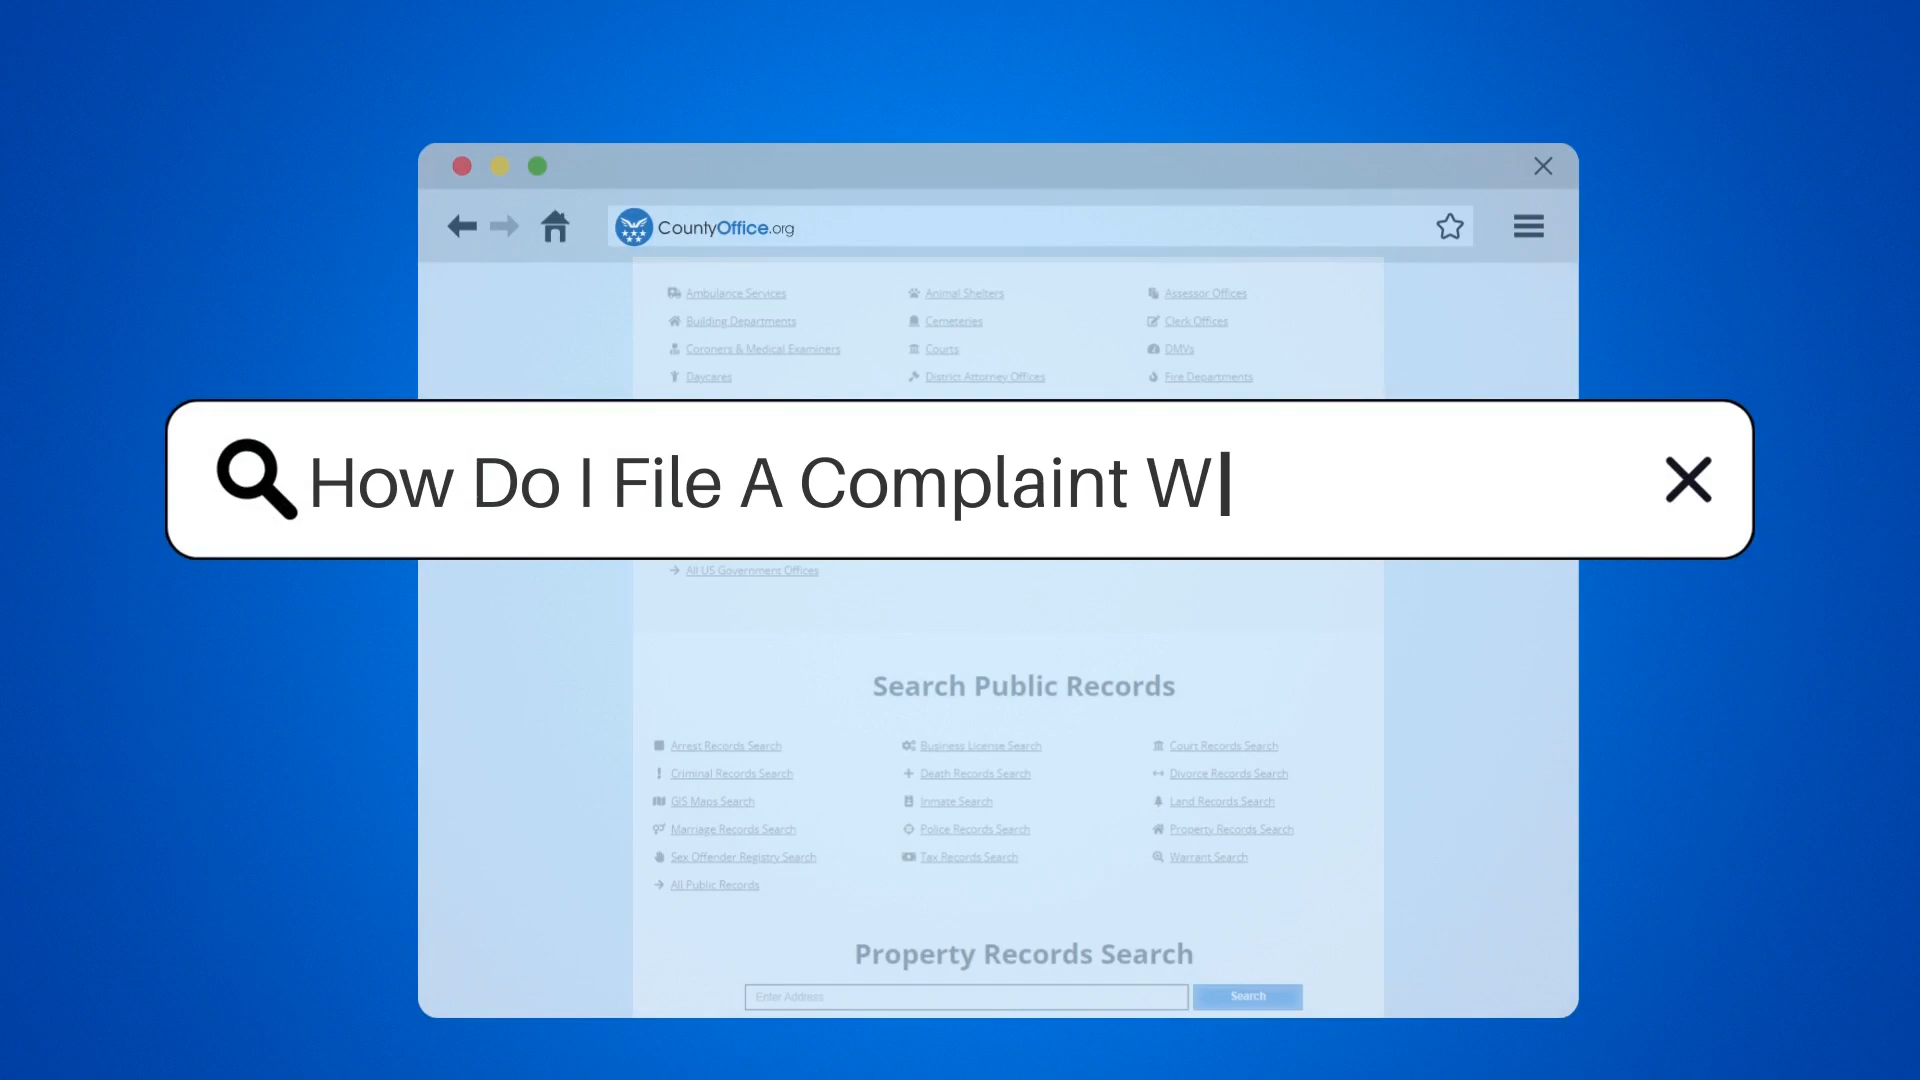 CountyOffice.org
Ambulance Services Animal Shelters Assessor Offices
Building Departments Cemeteries Clerk Offices
Coroners & Medical Examiners Courts DMVs
Daycares District Attorney Offices Fire Departments
How Do I File A Complaint W
All US Government Offices
Search Public Records
Arrest Records Search Business License Search Court Records Search
Criminal Records Search Death Records Search Divorce Records Search
GIS Maps Search Inmate Search Land Records Search
Marriage Records Search Police Records Search Property Records Search
Sex Offender Registry Search Tax Records Search Warrant Search
All Public Records
Property Records Search
Enter Address Search